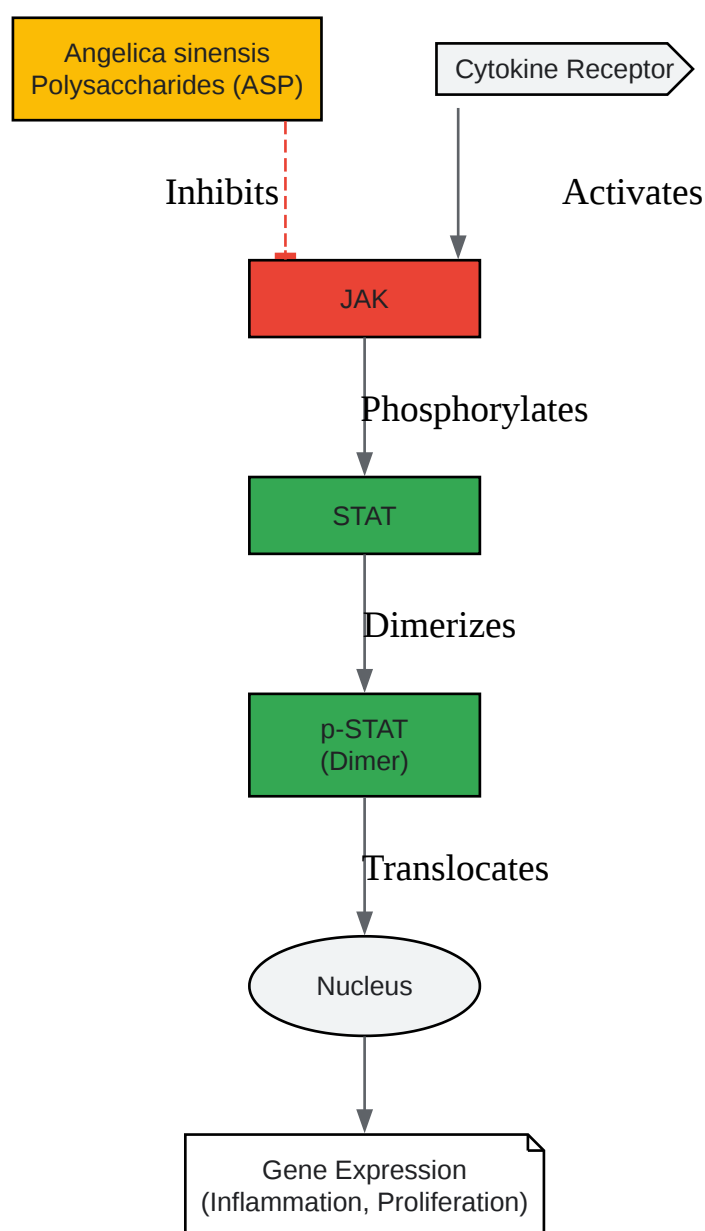 Angelica sinensis
Polysaccharides (ASP)
Cytokine Receptor
Inhibits
Activates
JAK
Phosphorylates
STAT
Dimerizes
p-STAT
(Dimer)
Translocates
Nucleus
Gene Expression
(Inflammation, Proliferation)